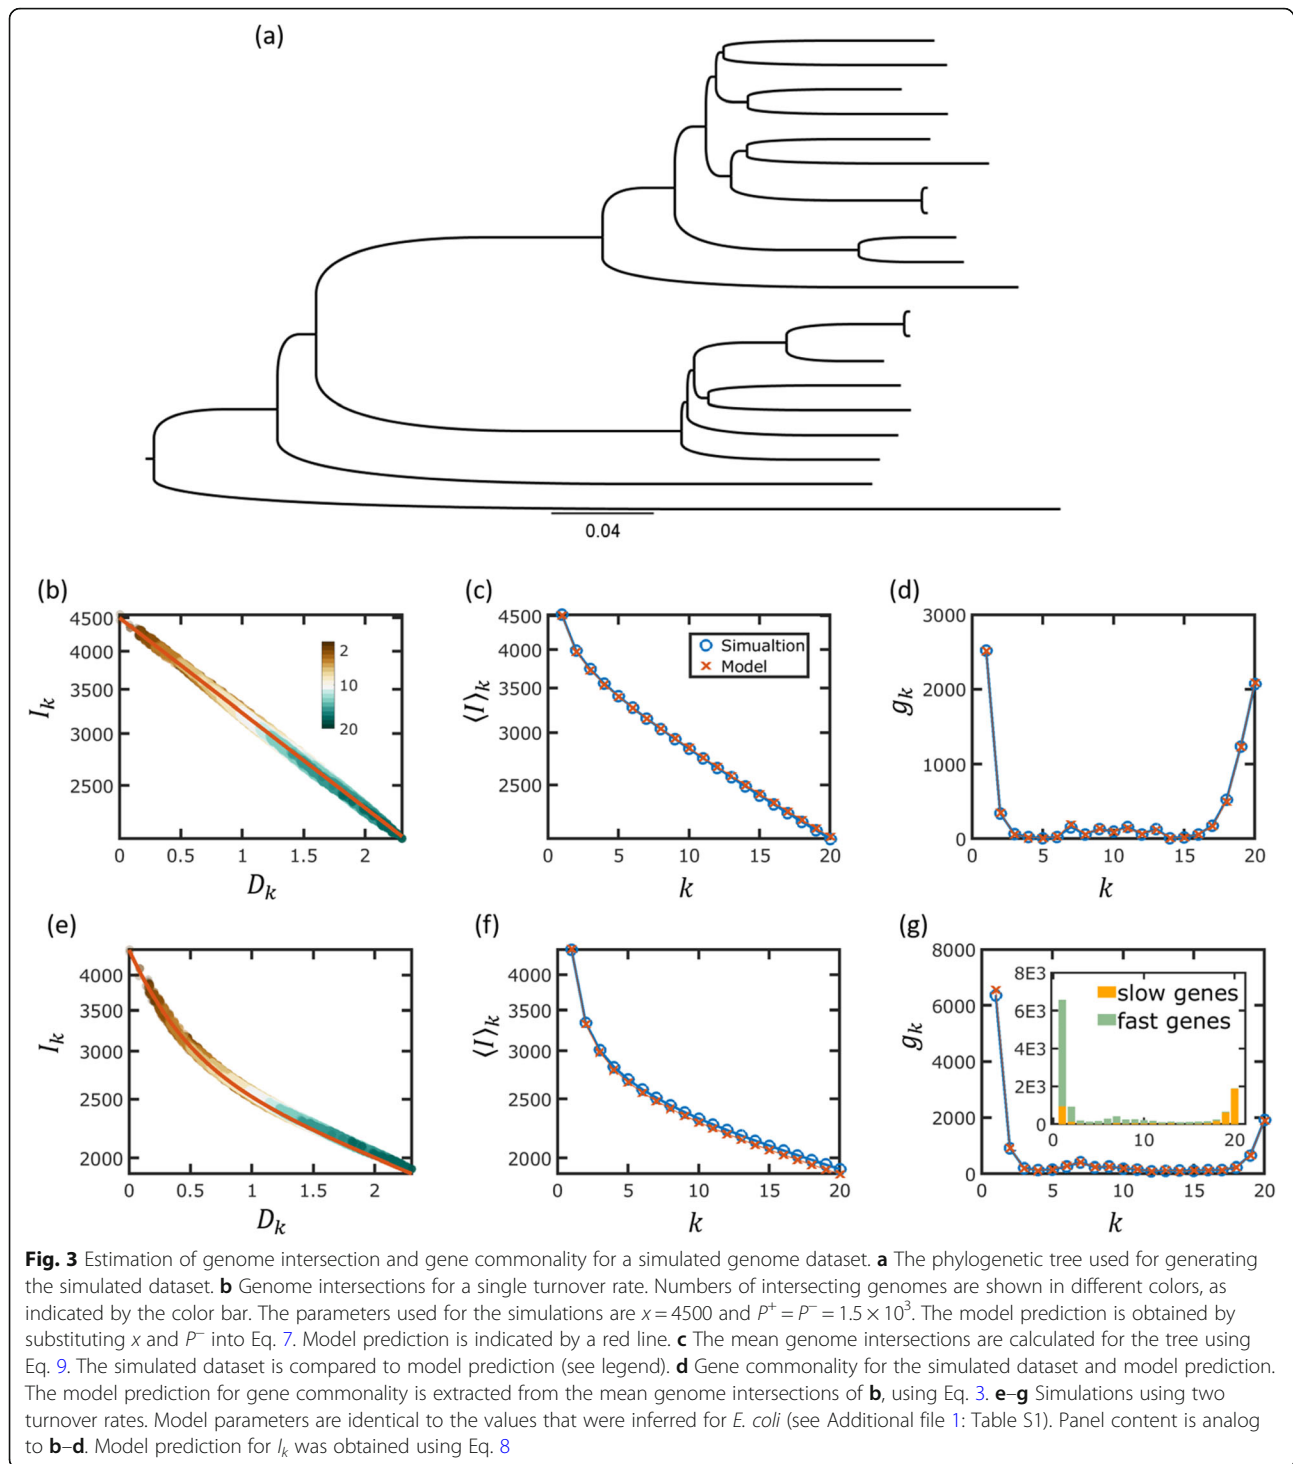 (a)
0.04
(b)
4500
4000
3500
3000
2500
I_k
2
10
20
0 0.5 1 1.5 2
D_k
(c)
4500
4000
3500
3000
2500
⟨I⟩_k
Simualtion
Model
0 5 10 15 20
k
(d)
3000
2000
1000
0
g_k
0 5 10 15 20
k
(e)
4000
3500
3000
2500
2000
I_k
0 0.5 1 1.5 2
D_k
(f)
4000
3500
3000
2500
2000
⟨I⟩_k
0 5 10 15 20
k
(g)
8000
6000
4000
2000
0
g_k
8E3
6E3
4E3
2E3
0
slow genes
fast genes
0 10 20
0 5 10 15 20
k
Fig. 3 Estimation of genome intersection and gene commonality for a simulated genome dataset. a The phylogenetic tree used for generating
the simulated dataset. b Genome intersections for a single turnover rate. Numbers of intersecting genomes are shown in different colors, as
indicated by the color bar. The parameters used for the simulations are x = 4500 and P⁺ = P⁻ = 1.5 × 10³. The model prediction is obtained by
substituting x and P⁻ into Eq. 7. Model prediction is indicated by a red line. c The mean genome intersections are calculated for the tree using
Eq. 9. The simulated dataset is compared to model prediction (see legend). d Gene commonality for the simulated dataset and model prediction.
The model prediction for gene commonality is extracted from the mean genome intersections of b, using Eq. 3. e–g Simulations using two
turnover rates. Model parameters are identical to the values that were inferred for E. coli (see Additional file 1: Table S1). Panel content is analog
to b–d. Model prediction for I_k was obtained using Eq. 8